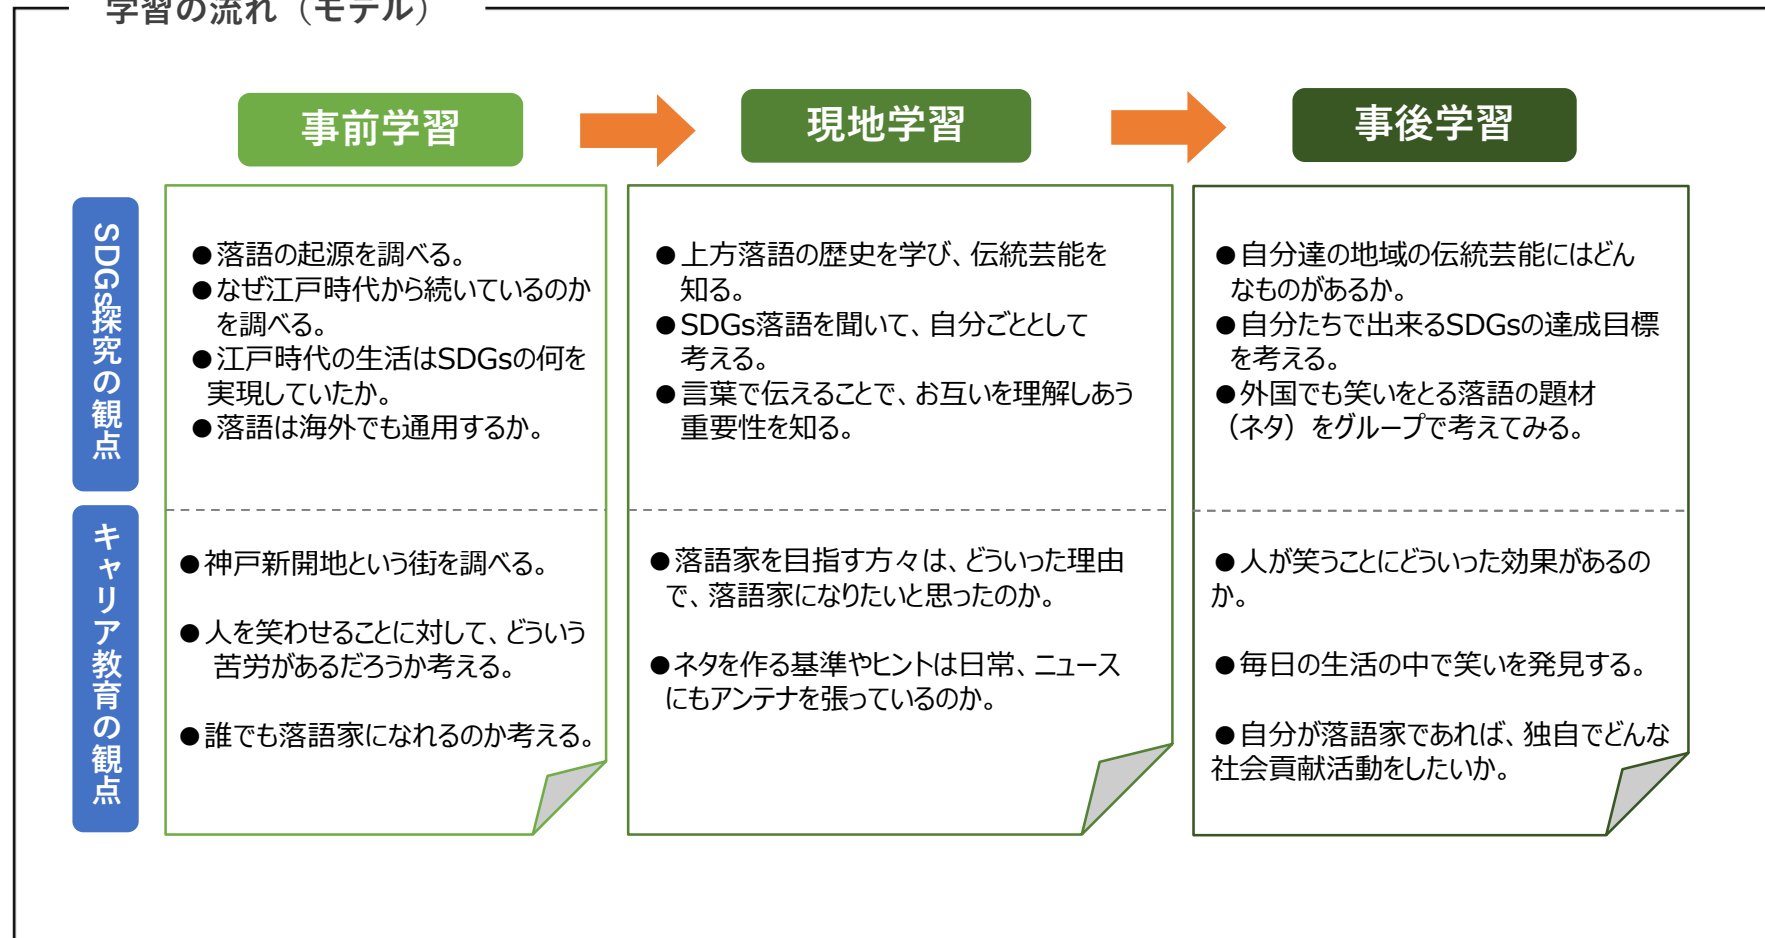 学習の流れ（モデル）
事前学習
現地学習
事後学習
SDGs探究の観点
●落語の起源を調べる。
●なぜ江戸時代から続いているのか
を調べる。
●江戸時代の生活はSDGsの何を
実現していたか。
●落語は海外でも通用するか。
●上方落語の歴史を学び、伝統芸能を
知る。
●SDGs落語を聞いて、自分ごととして
考える。
●言葉で伝えることで、お互いを理解しあう
重要性を知る。
●自分達の地域の伝統芸能にはどん
なものがあるか。
●自分たちで出来るSDGsの達成目標
を考える。
●外国でも笑いをとる落語の題材
（ネタ）をグループで考えてみる。
キャリア教育の観点
●神戸新開地という街を調べる。
●人を笑わせることに対して、どういう
苦労があるだろうか考える。
●誰でも落語家になれるのか考える。
●落語家を目指す方々は、どういった理由
で、落語家になりたいと思ったのか。
●ネタを作る基準やヒントは日常、ニュース
にもアンテナを張っているのか。
●人が笑うことにどういった効果があるの
か。
●毎日の生活の中で笑いを発見する。
●自分が落語家であれば、独自でどんな
社会貢献活動をしたいか。